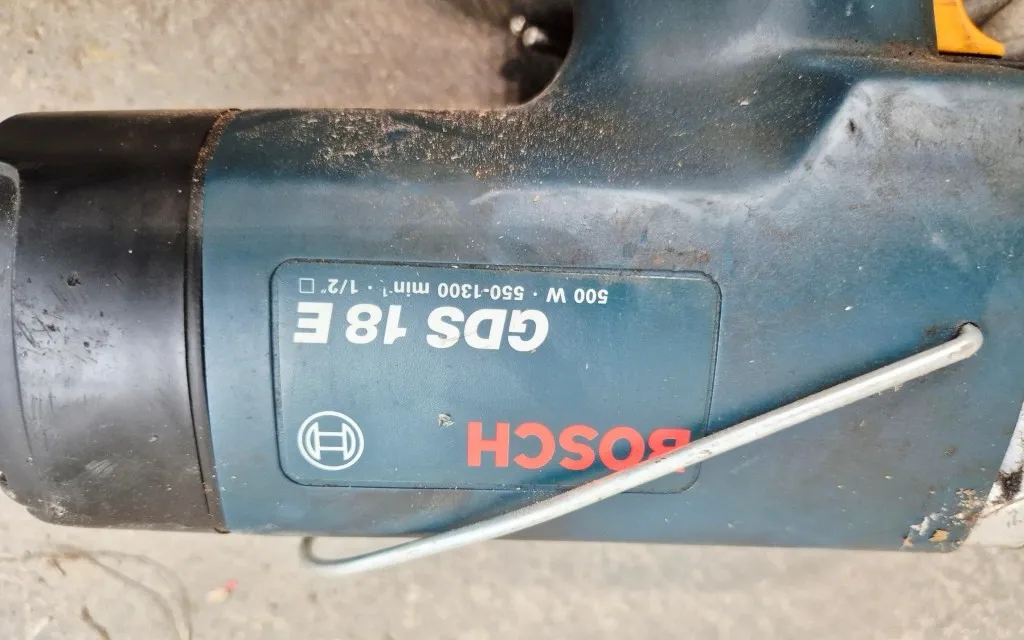 BOSCH
GDS 18 E
500 W · 550-1300 min⁻¹ · 1/2" □